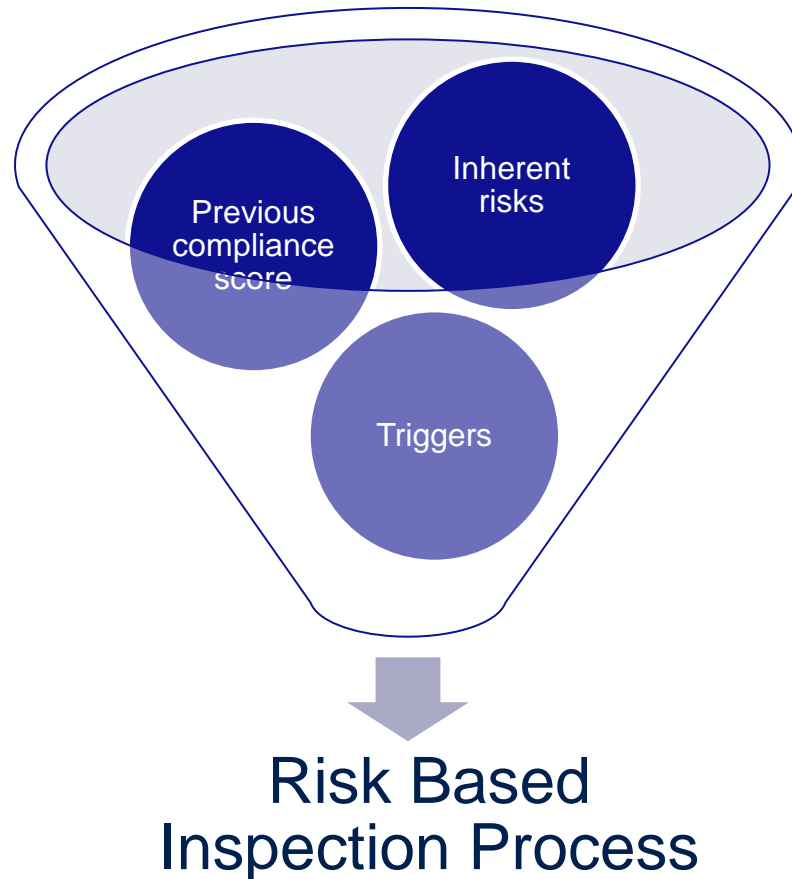 Inherent
risks
Previous
compliance
score
Triggers
Risk Based
Inspection Process